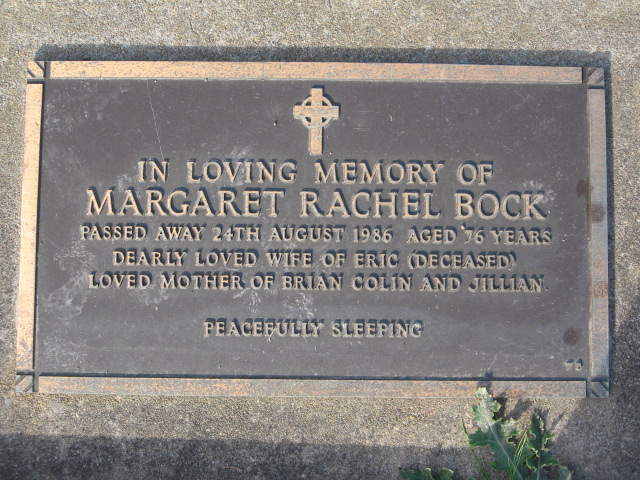 IN LOVING MEMORY OF
MARGARET RACHEL BOCK
PASSED AWAY 24TH AUGUST 1986 AGED 76 YEARS
DEARLY LOVED WIFE OF ERIC (DECEASED)
LOVED MOTHER OF BRIAN COLIN AND JILLIAN.
PEACEFULLY SLEEPING